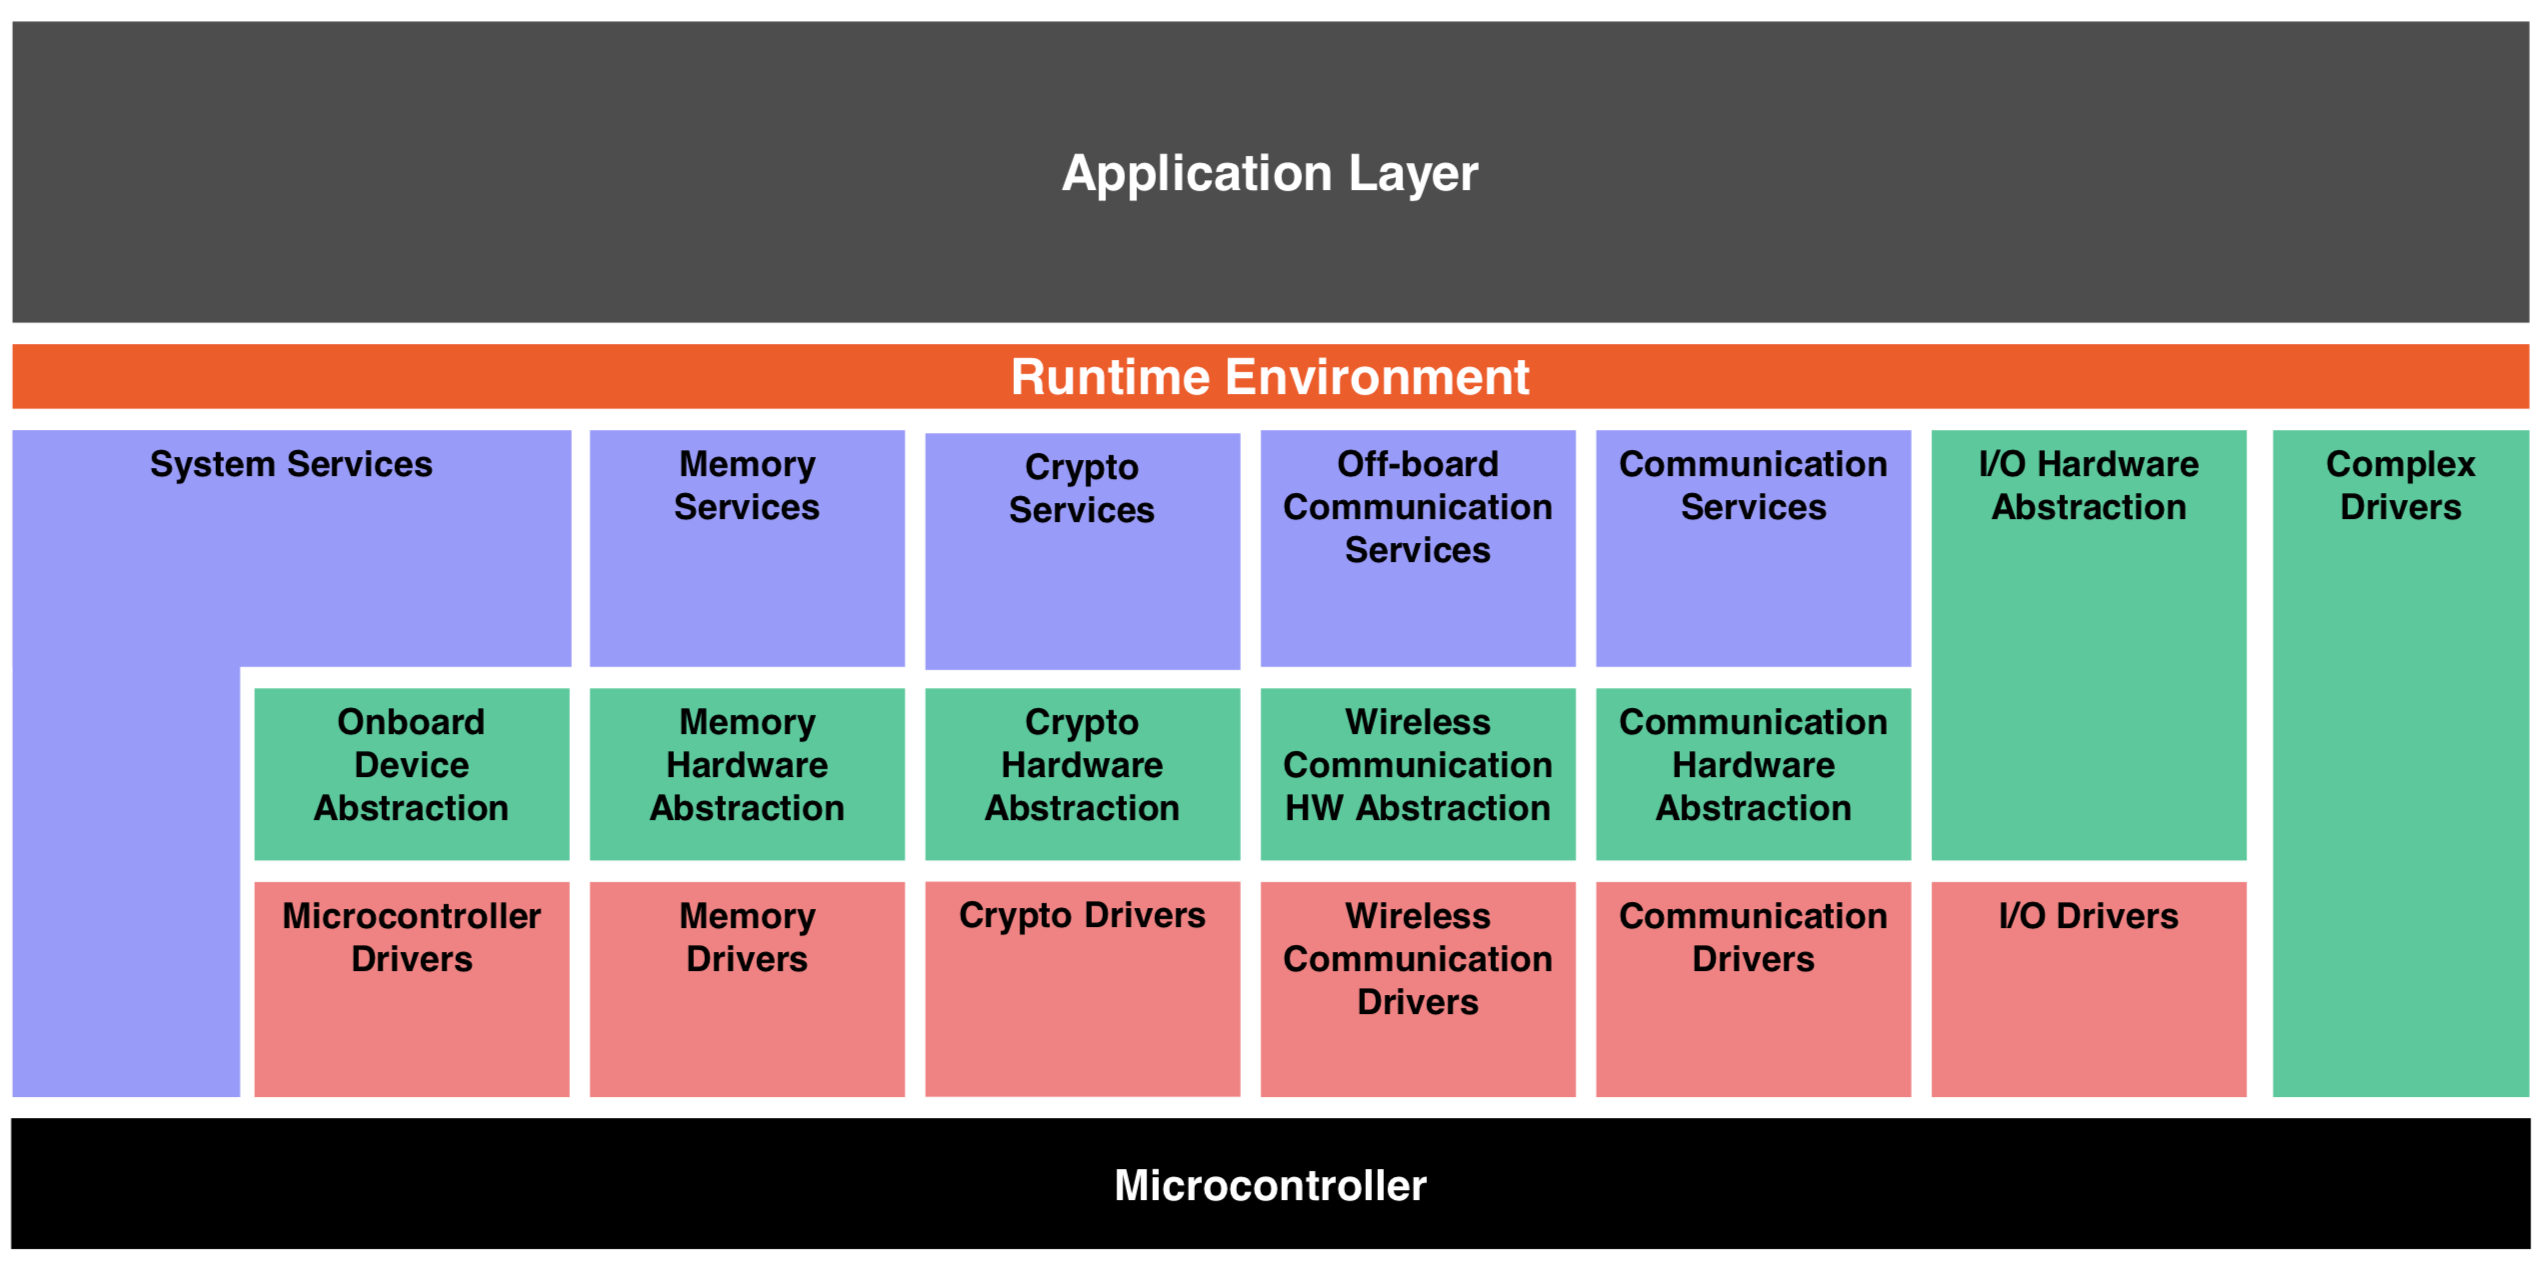 Application Layer
Runtime Environment
System Services
Memory
Services
Crypto
Services
Off-board
Communication
Services
Communication
Services
I/O Hardware
Abstraction
Complex
Drivers
Onboard
Device
Abstraction
Memory
Hardware
Abstraction
Crypto
Hardware
Abstraction
Wireless
Communication
HW Abstraction
Communication
Hardware
Abstraction
Microcontroller
Drivers
Memory
Drivers
Crypto Drivers
Wireless
Communication
Drivers
Communication
Drivers
I/O Drivers
Microcontroller